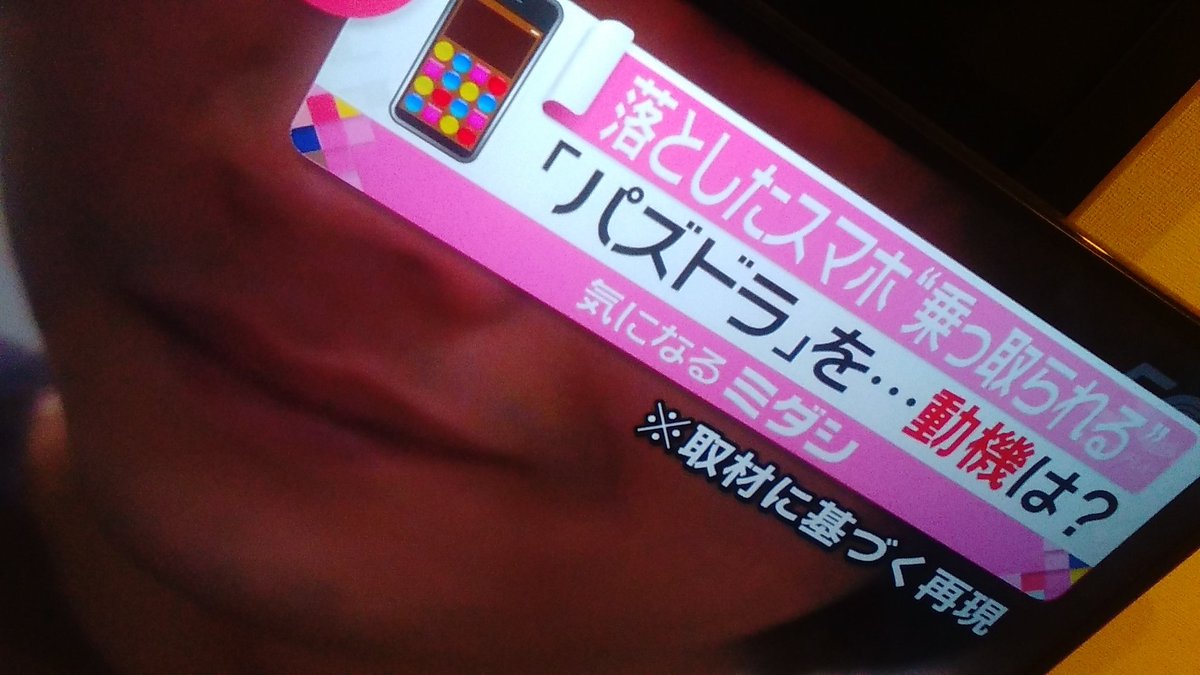 落としたスマホ“乗っ取られる”
「パズドラ」を…動機は?
気になるミダシ
※取材に基づく再現